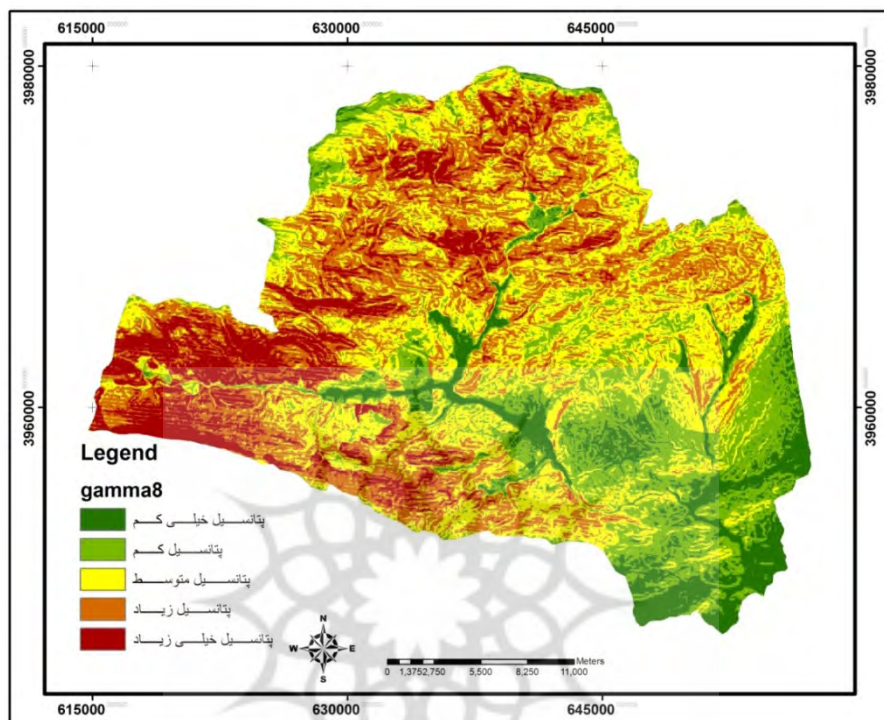 615000 630000 645000
3980000 3980000
3960000 3960000
Legend
gamma8
پتانسیل خیلی کم
پتانسیل کم
پتانسیل متوسط
پتانسیل زیاد
پتانسیل خیلی زیاد
N
W E
S
Meters
0 1,375 2,750 5,500 8,250 11,000
615000 630000 645000